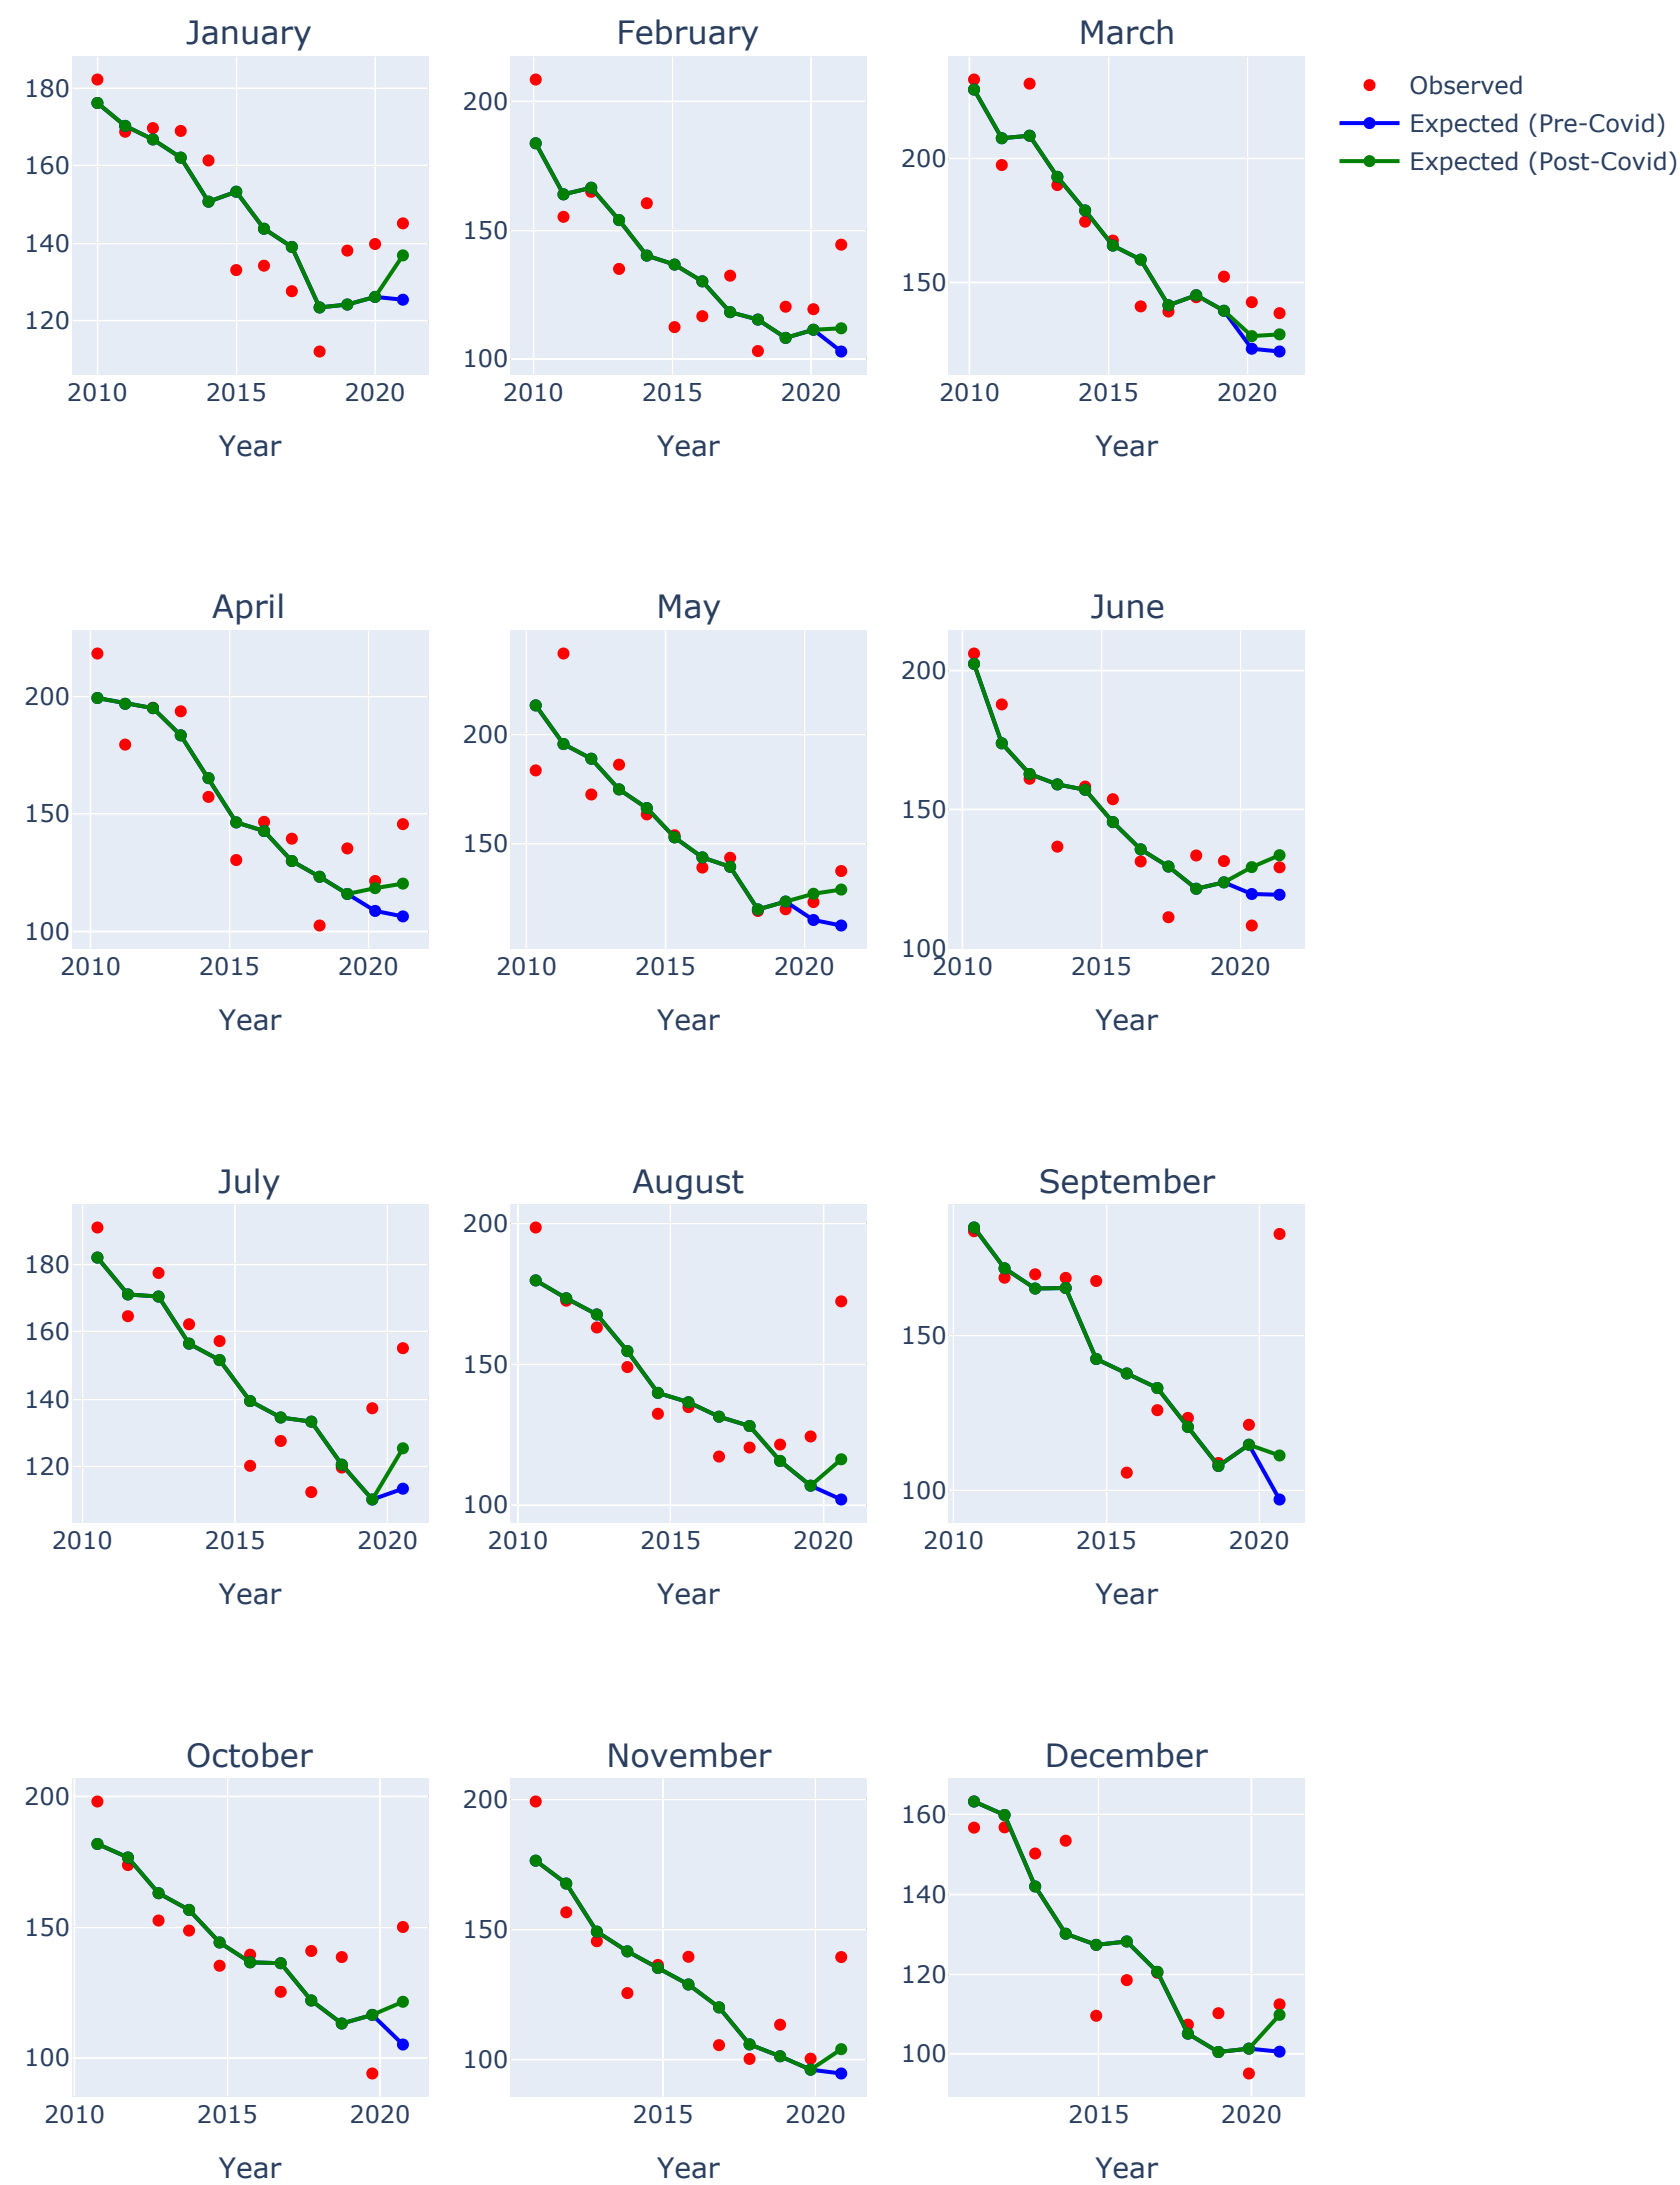 January
February
March
180
160
140
120
2010 2015 2020
Year
200
150
100
2010 2015 2020
Year
200
150
2010 2015 2020
Year
Observed
Expected (Pre-Covid)
Expected (Post-Covid)
April
May
June
200
150
100
2010 2015 2020
Year
200
150
2010 2015 2020
Year
200
150
100
2010 2015 2020
Year
July
August
September
180
160
140
120
2010 2015 2020
Year
200
150
100
2010 2015 2020
Year
150
100
2010 2015 2020
Year
October
November
December
200
150
100
2010 2015 2020
Year
200
150
100
2015 2020
Year
160
140
120
100
2015 2020
Year